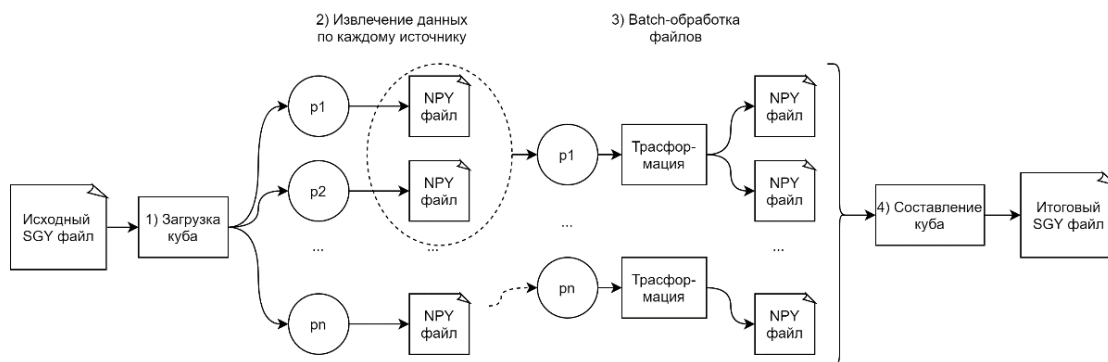 2) Извлечение данных
по каждому источнику
3) Batch-обработка
файлов
p1
NPY
файл
p2
NPY
файл
...
...
pn
NPY
файл
Исходный
SGY файл
1) Загрузка
куба
p1
Трасфор-
мация
NPY
файл
NPY
файл
...
...
pn
Трасфор-
мация
NPY
файл
4) Составление
куба
Итоговый
SGY файл